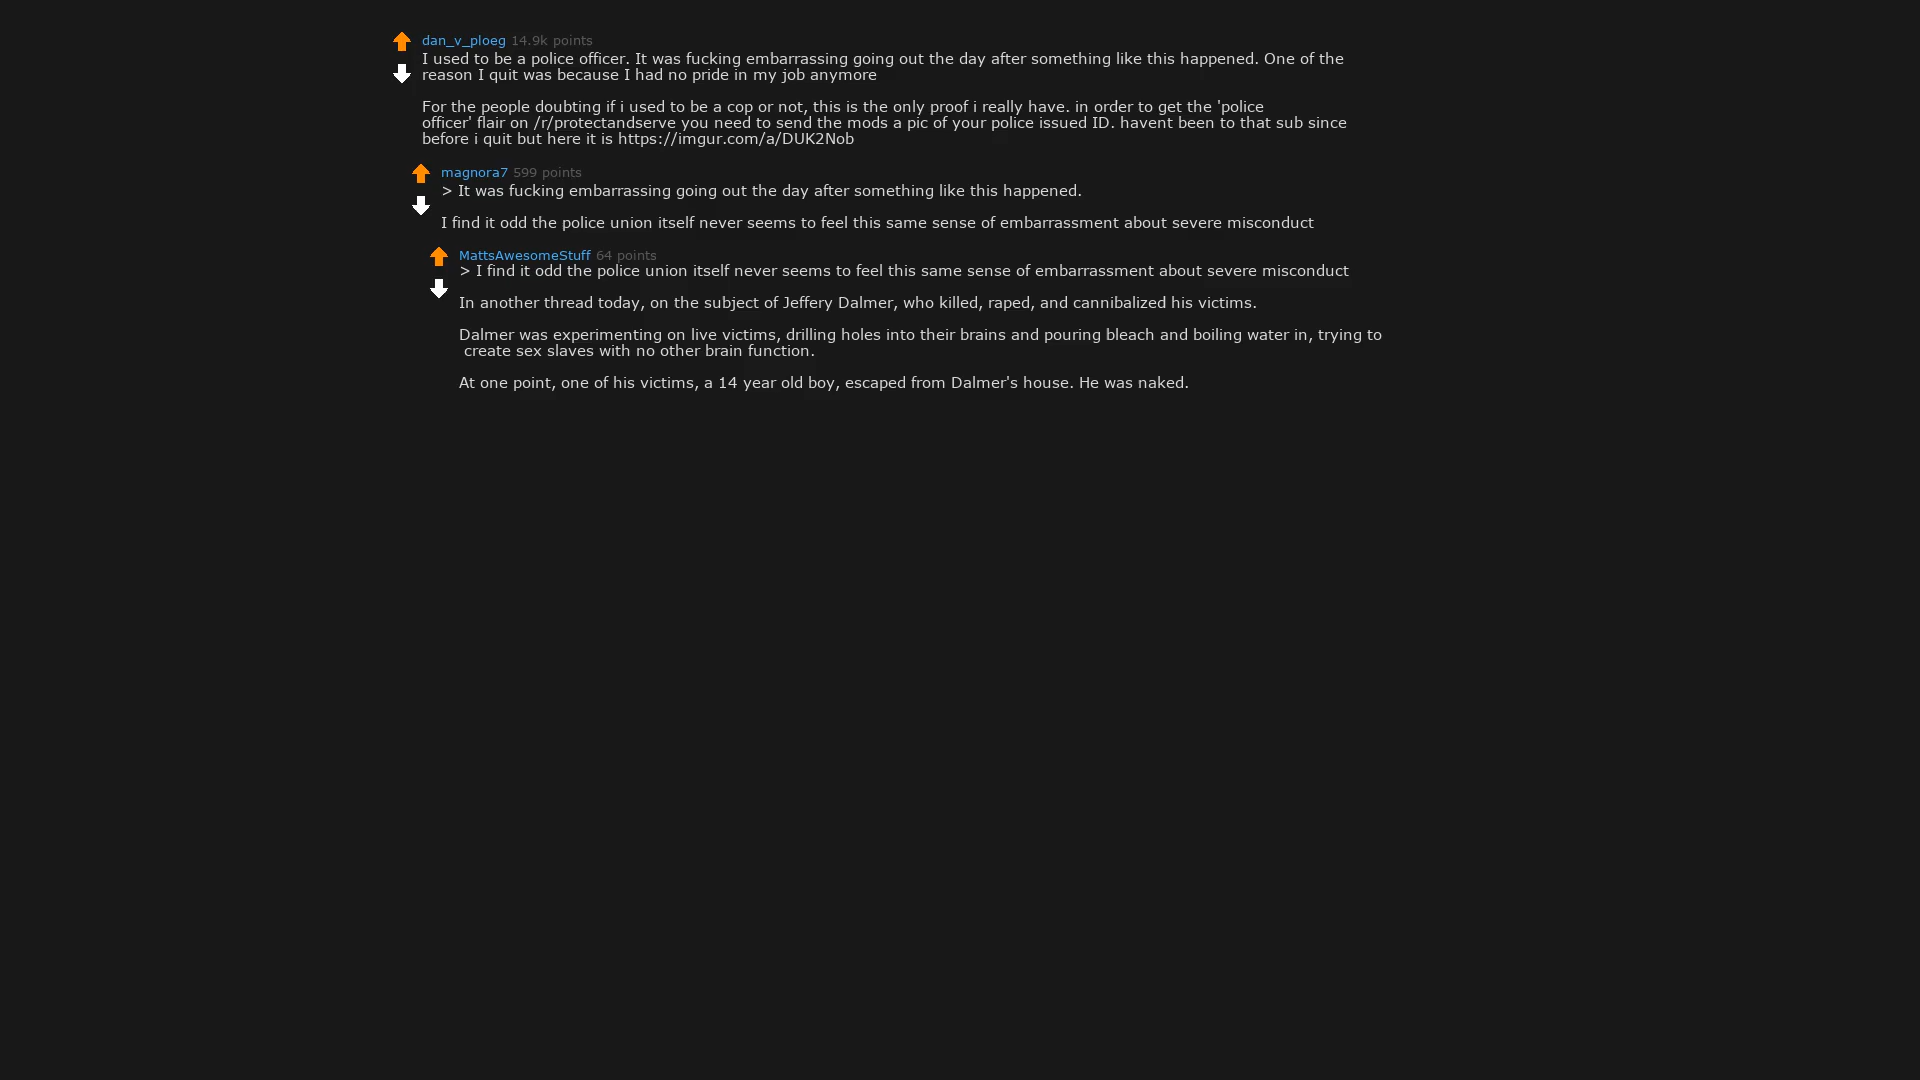 dan_v_ploeg 14.9k points
I used to be a police officer. It was fucking embarrassing going out the day after something like this happened. One of the
reason I quit was because I had no pride in my job anymore
For the people doubting if i used to be a cop or not, this is the only proof i really have. in order to get the 'police
officer' flair on /r/protectandserve you need to send the mods a pic of your police issued ID. havent been to that sub since
before i quit but here it is https://imgur.com/a/DUK2Nob
magnora7 599 points
> It was fucking embarrassing going out the day after something like this happened.
I find it odd the police union itself never seems to feel this same sense of embarrassment about severe misconduct
MattsAwesomeStuff 64 points
> I find it odd the police union itself never seems to feel this same sense of embarrassment about severe misconduct
In another thread today, on the subject of Jeffery Dalmer, who killed, raped, and cannibalized his victims.
Dalmer was experimenting on live victims, drilling holes into their brains and pouring bleach and boiling water in, trying to
create sex slaves with no other brain function.
At one point, one of his victims, a 14 year old boy, escaped from Dalmer's house. He was naked.